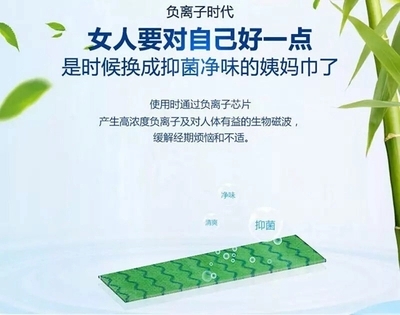 负离子时代
女人要对自己好一点
是时候换成抑菌净味的姨妈巾了
使用时通过负离子芯片
产生高浓度负离子及对人体有益的生物磁波，
缓解经期烦恼和不适。
净味
清爽
抑菌